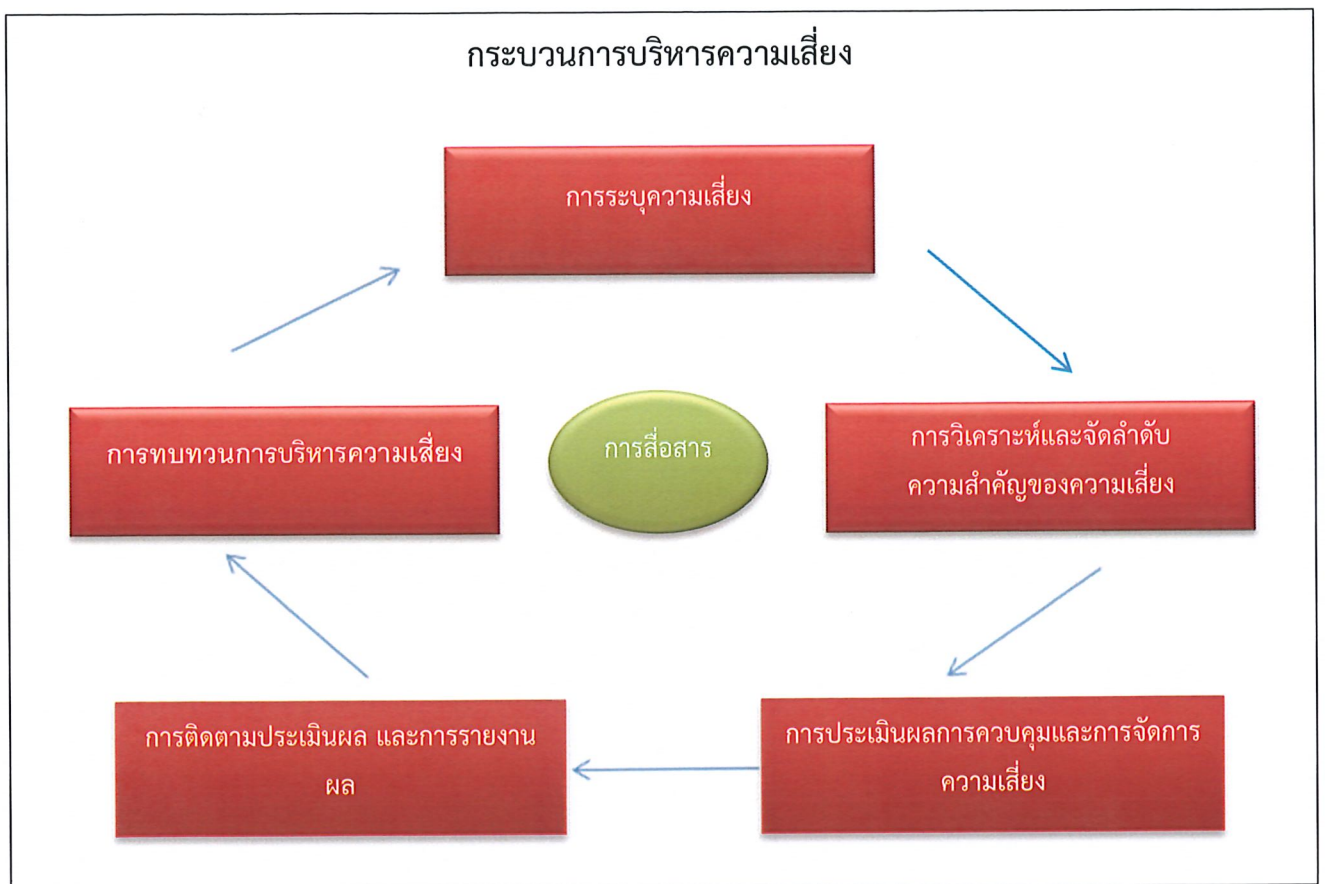 กระบวนการบริหารความเสี่ยง
การระบุความเสี่ยง
การวิเคราะห์และจัดลำดับ
ความสำคัญของความเสี่ยง
การประเมินผลการควบคุมและการจัดการ
ความเสี่ยง
การติดตามประเมินผล และการรายงาน
ผล
การทบทวนการบริหารความเสี่ยง
การสื่อสาร